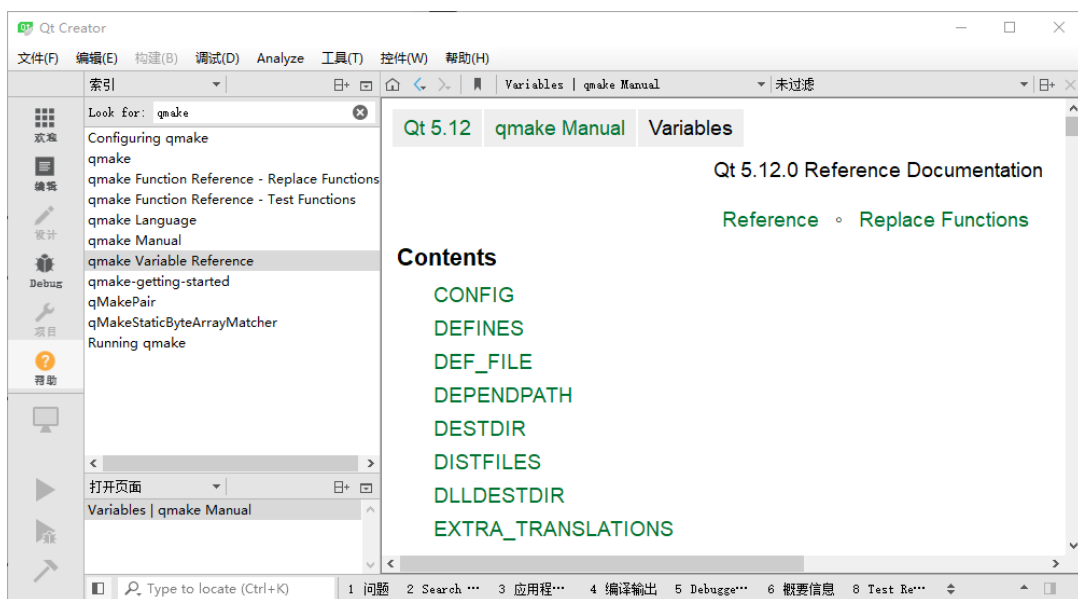 Qt Creator
文件(F) 编辑(E) 构建(B) 调试(D) Analyze 工具(T) 控件(W) 帮助(H)
索引
Variables | qmake Manual
未过滤
欢迎
编辑
设计
Debug
项目
帮助
Look for: qmake
Configuring qmake
qmake
qmake Function Reference - Replace Functions
qmake Function Reference - Test Functions
qmake Language
qmake Manual
qmake Variable Reference
qmake-getting-started
qMakePair
qMakeStaticByteArrayMatcher
Running qmake
打开页面
Variables | qmake Manual
Qt 5.12 qmake Manual Variables
Qt 5.12.0 Reference Documentation
Reference ◦ Replace Functions
Contents
CONFIG
DEFINES
DEF_FILE
DEPENDPATH
DESTDIR
DISTFILES
DLLDESTDIR
EXTRA_TRANSLATIONS
Type to locate (Ctrl+K) 1 问题 2 Search … 3 应用程… 4 编译输出 5 Debugge… 6 概要信息 8 Test Re…